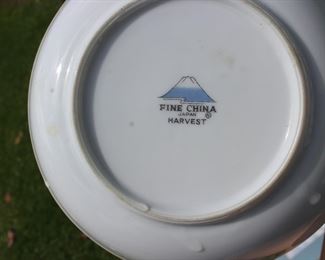 FINE CHINA
JAPAN
®
HARVEST